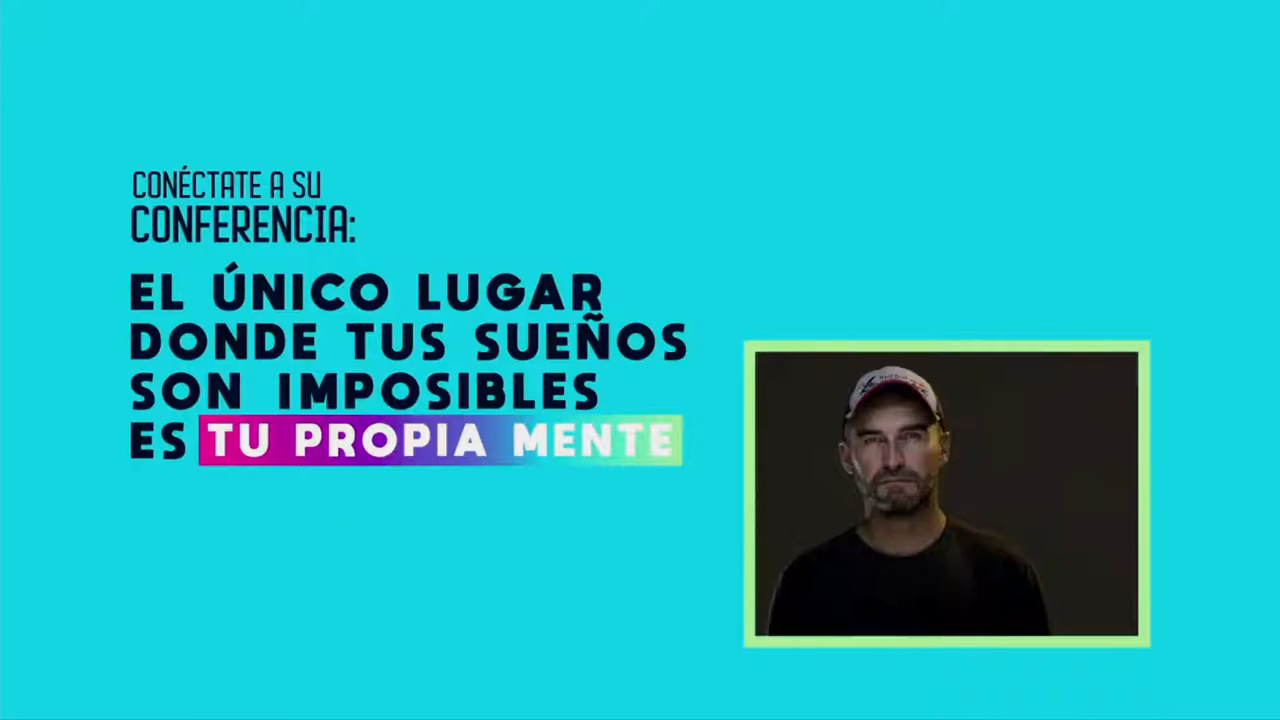 CONÉCTATE A SU
CONFERENCIA:
EL ÚNICO LUGAR
DONDE TUS SUEÑOS
SON IMPOSIBLES
ES TU PROPIA MENTE